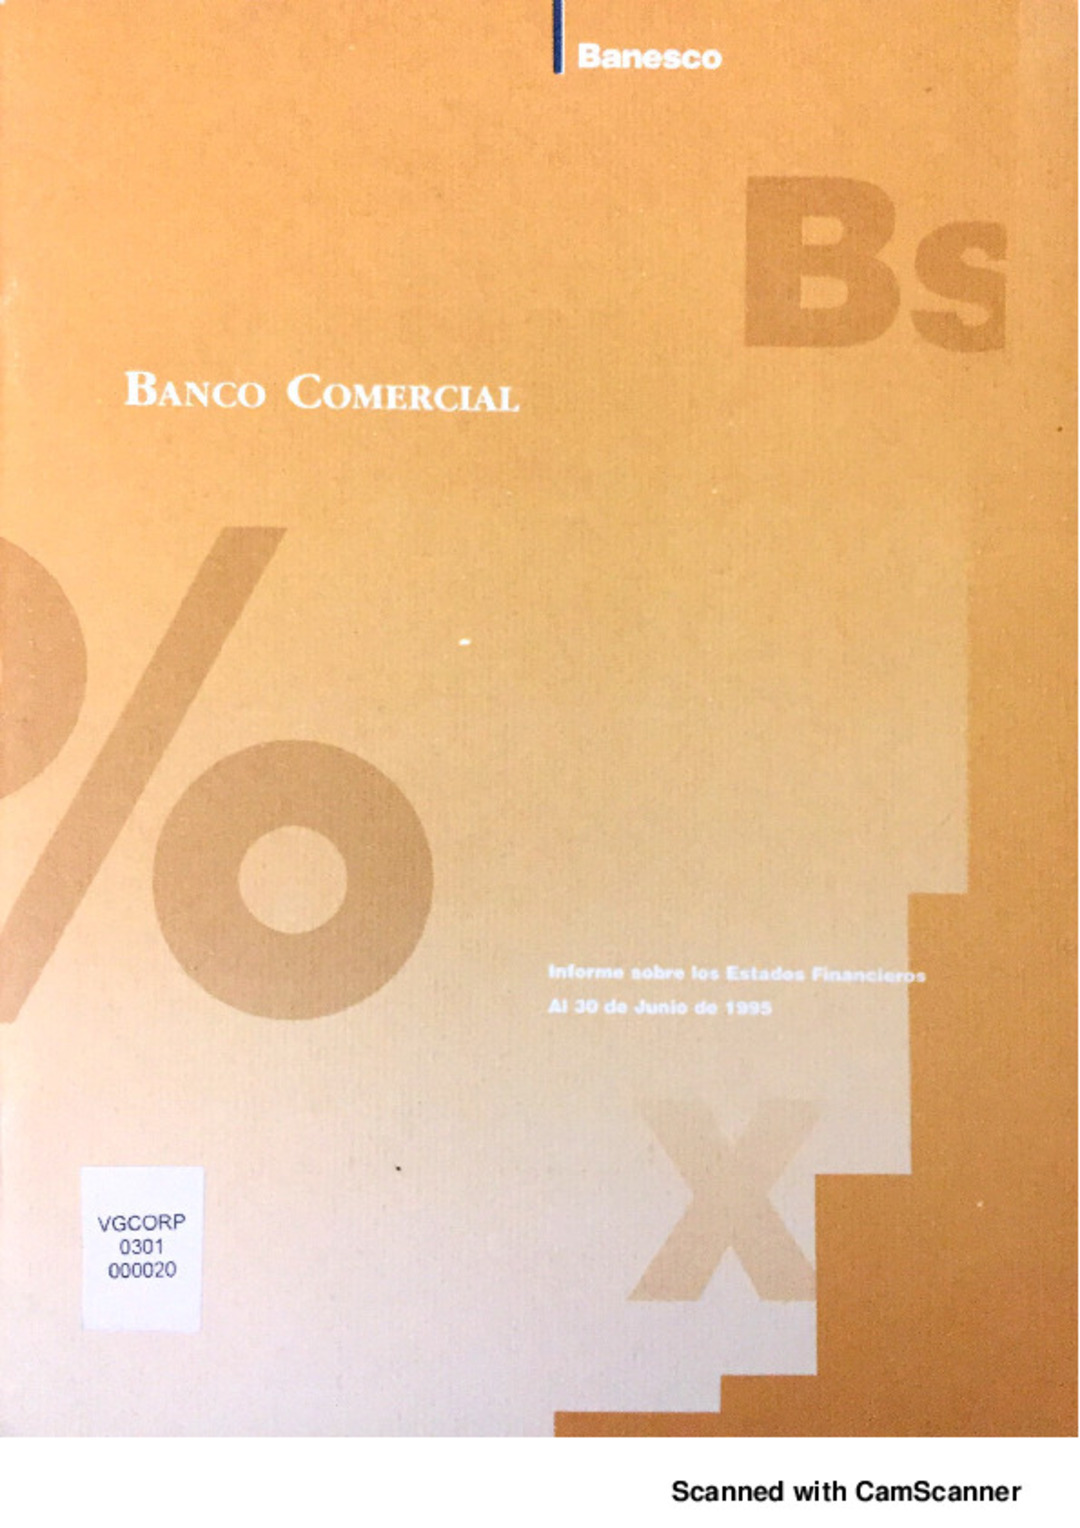 Banesco
Bs
BANCO COMERCIAL
%
Informe sobre los Estados Financieros
Al 30 de Junio de 1995
X
VGCORP
0301
000020
Scanned with CamScanner